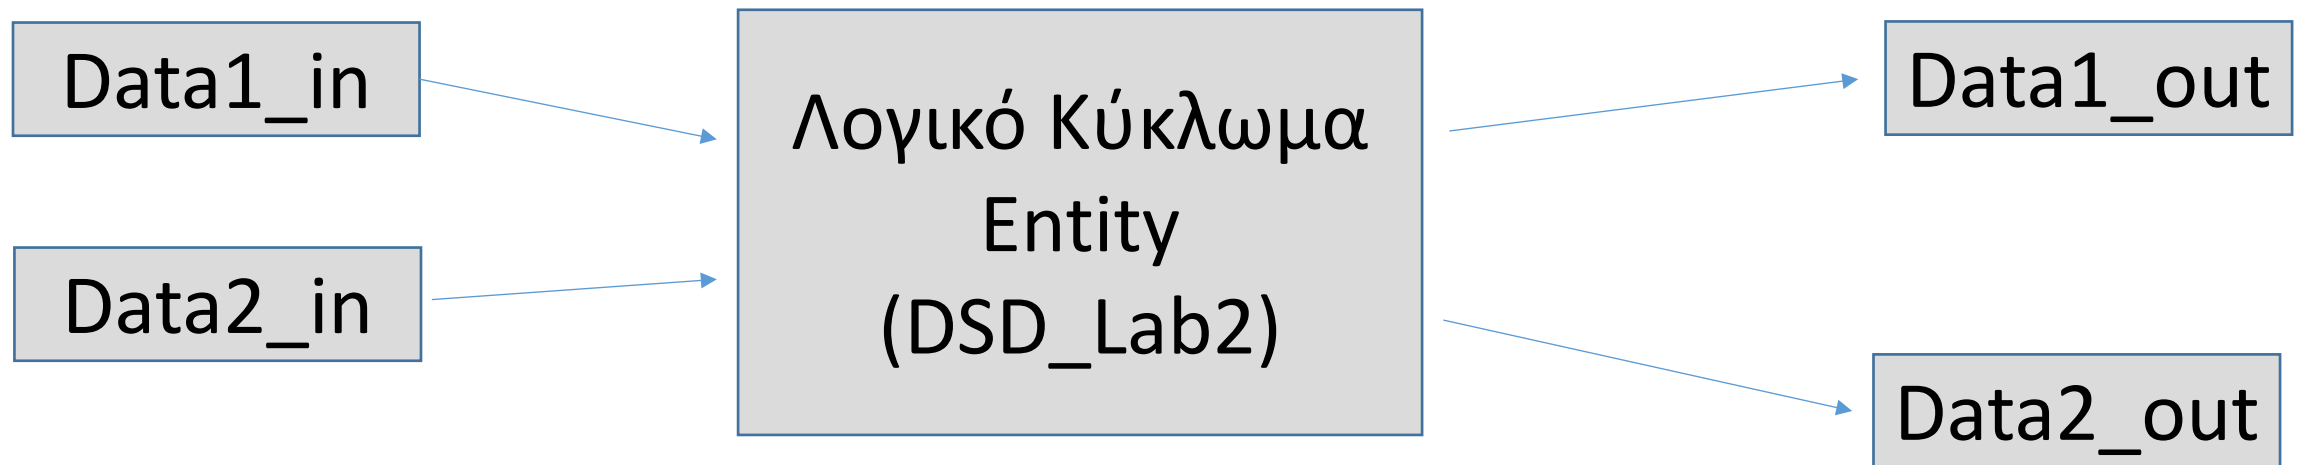 Data1_in
Data2_in
Λογικό Κύκλωμα
Entity
(DSD_Lab2)
Data1_out
Data2_out